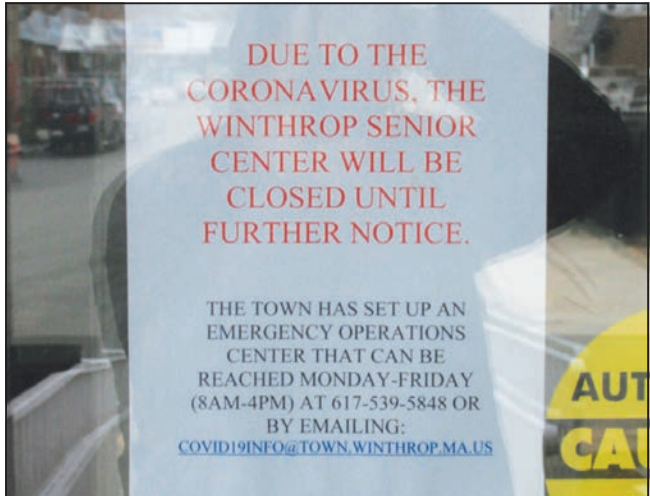 DUE TO THE
CORONAVIRUS, THE
WINTHROP SENIOR
CENTER WILL BE
CLOSED UNTIL
FURTHER NOTICE.
THE TOWN HAS SET UP AN
EMERGENCY OPERATIONS
CENTER THAT CAN BE
REACHED MONDAY-FRIDAY
(8AM-4PM) AT 617-539-5848 OR
BY EMAILING:
COVID19INFO@TOWN.WINTHROP.MA.US
AUT
CAU